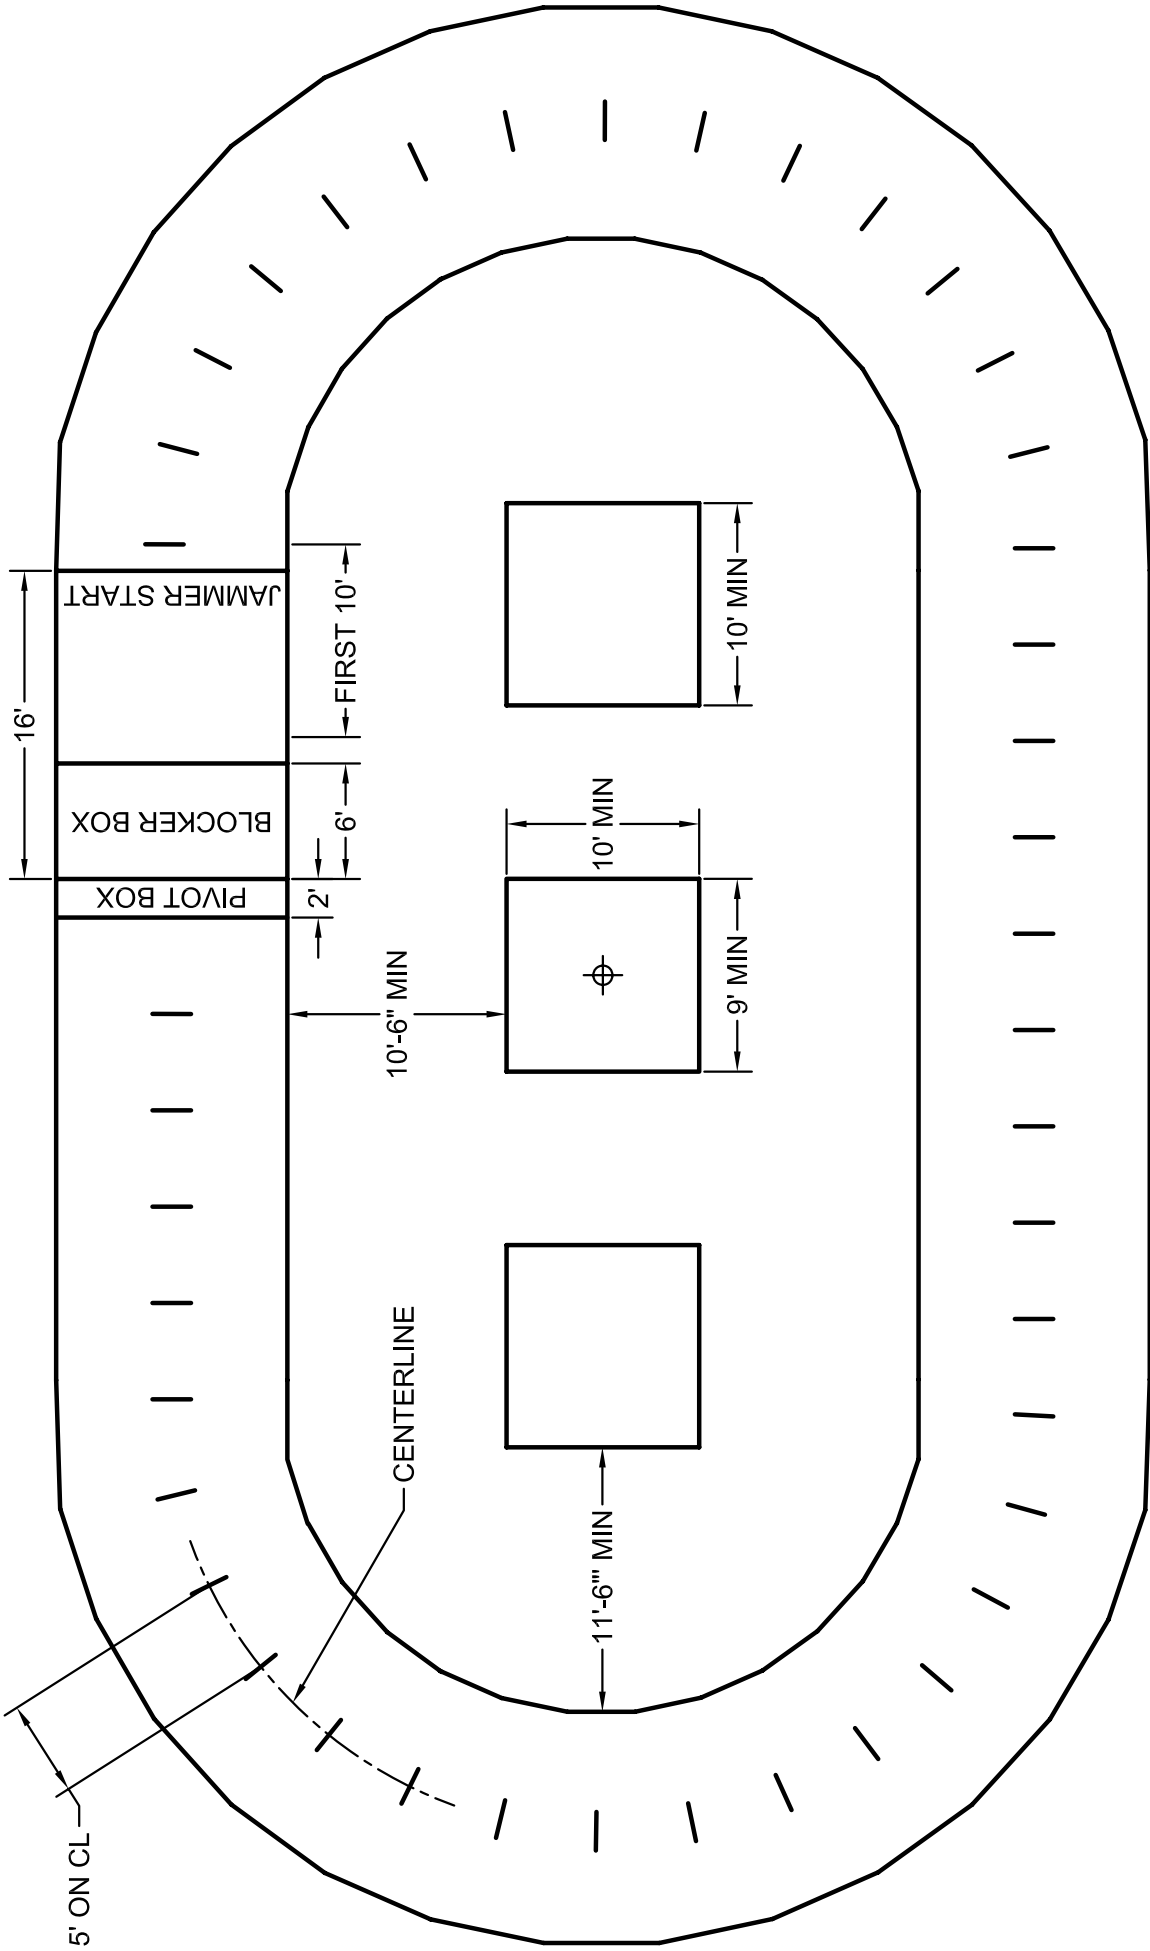 16'
JAMMER START
BLOCKER BOX
PIVOT BOX
FIRST 10'
6'
2'
10'-6" MIN
10' MIN
10' MIN
9' MIN
CENTERLINE
11'-6"' MIN
5' ON CL